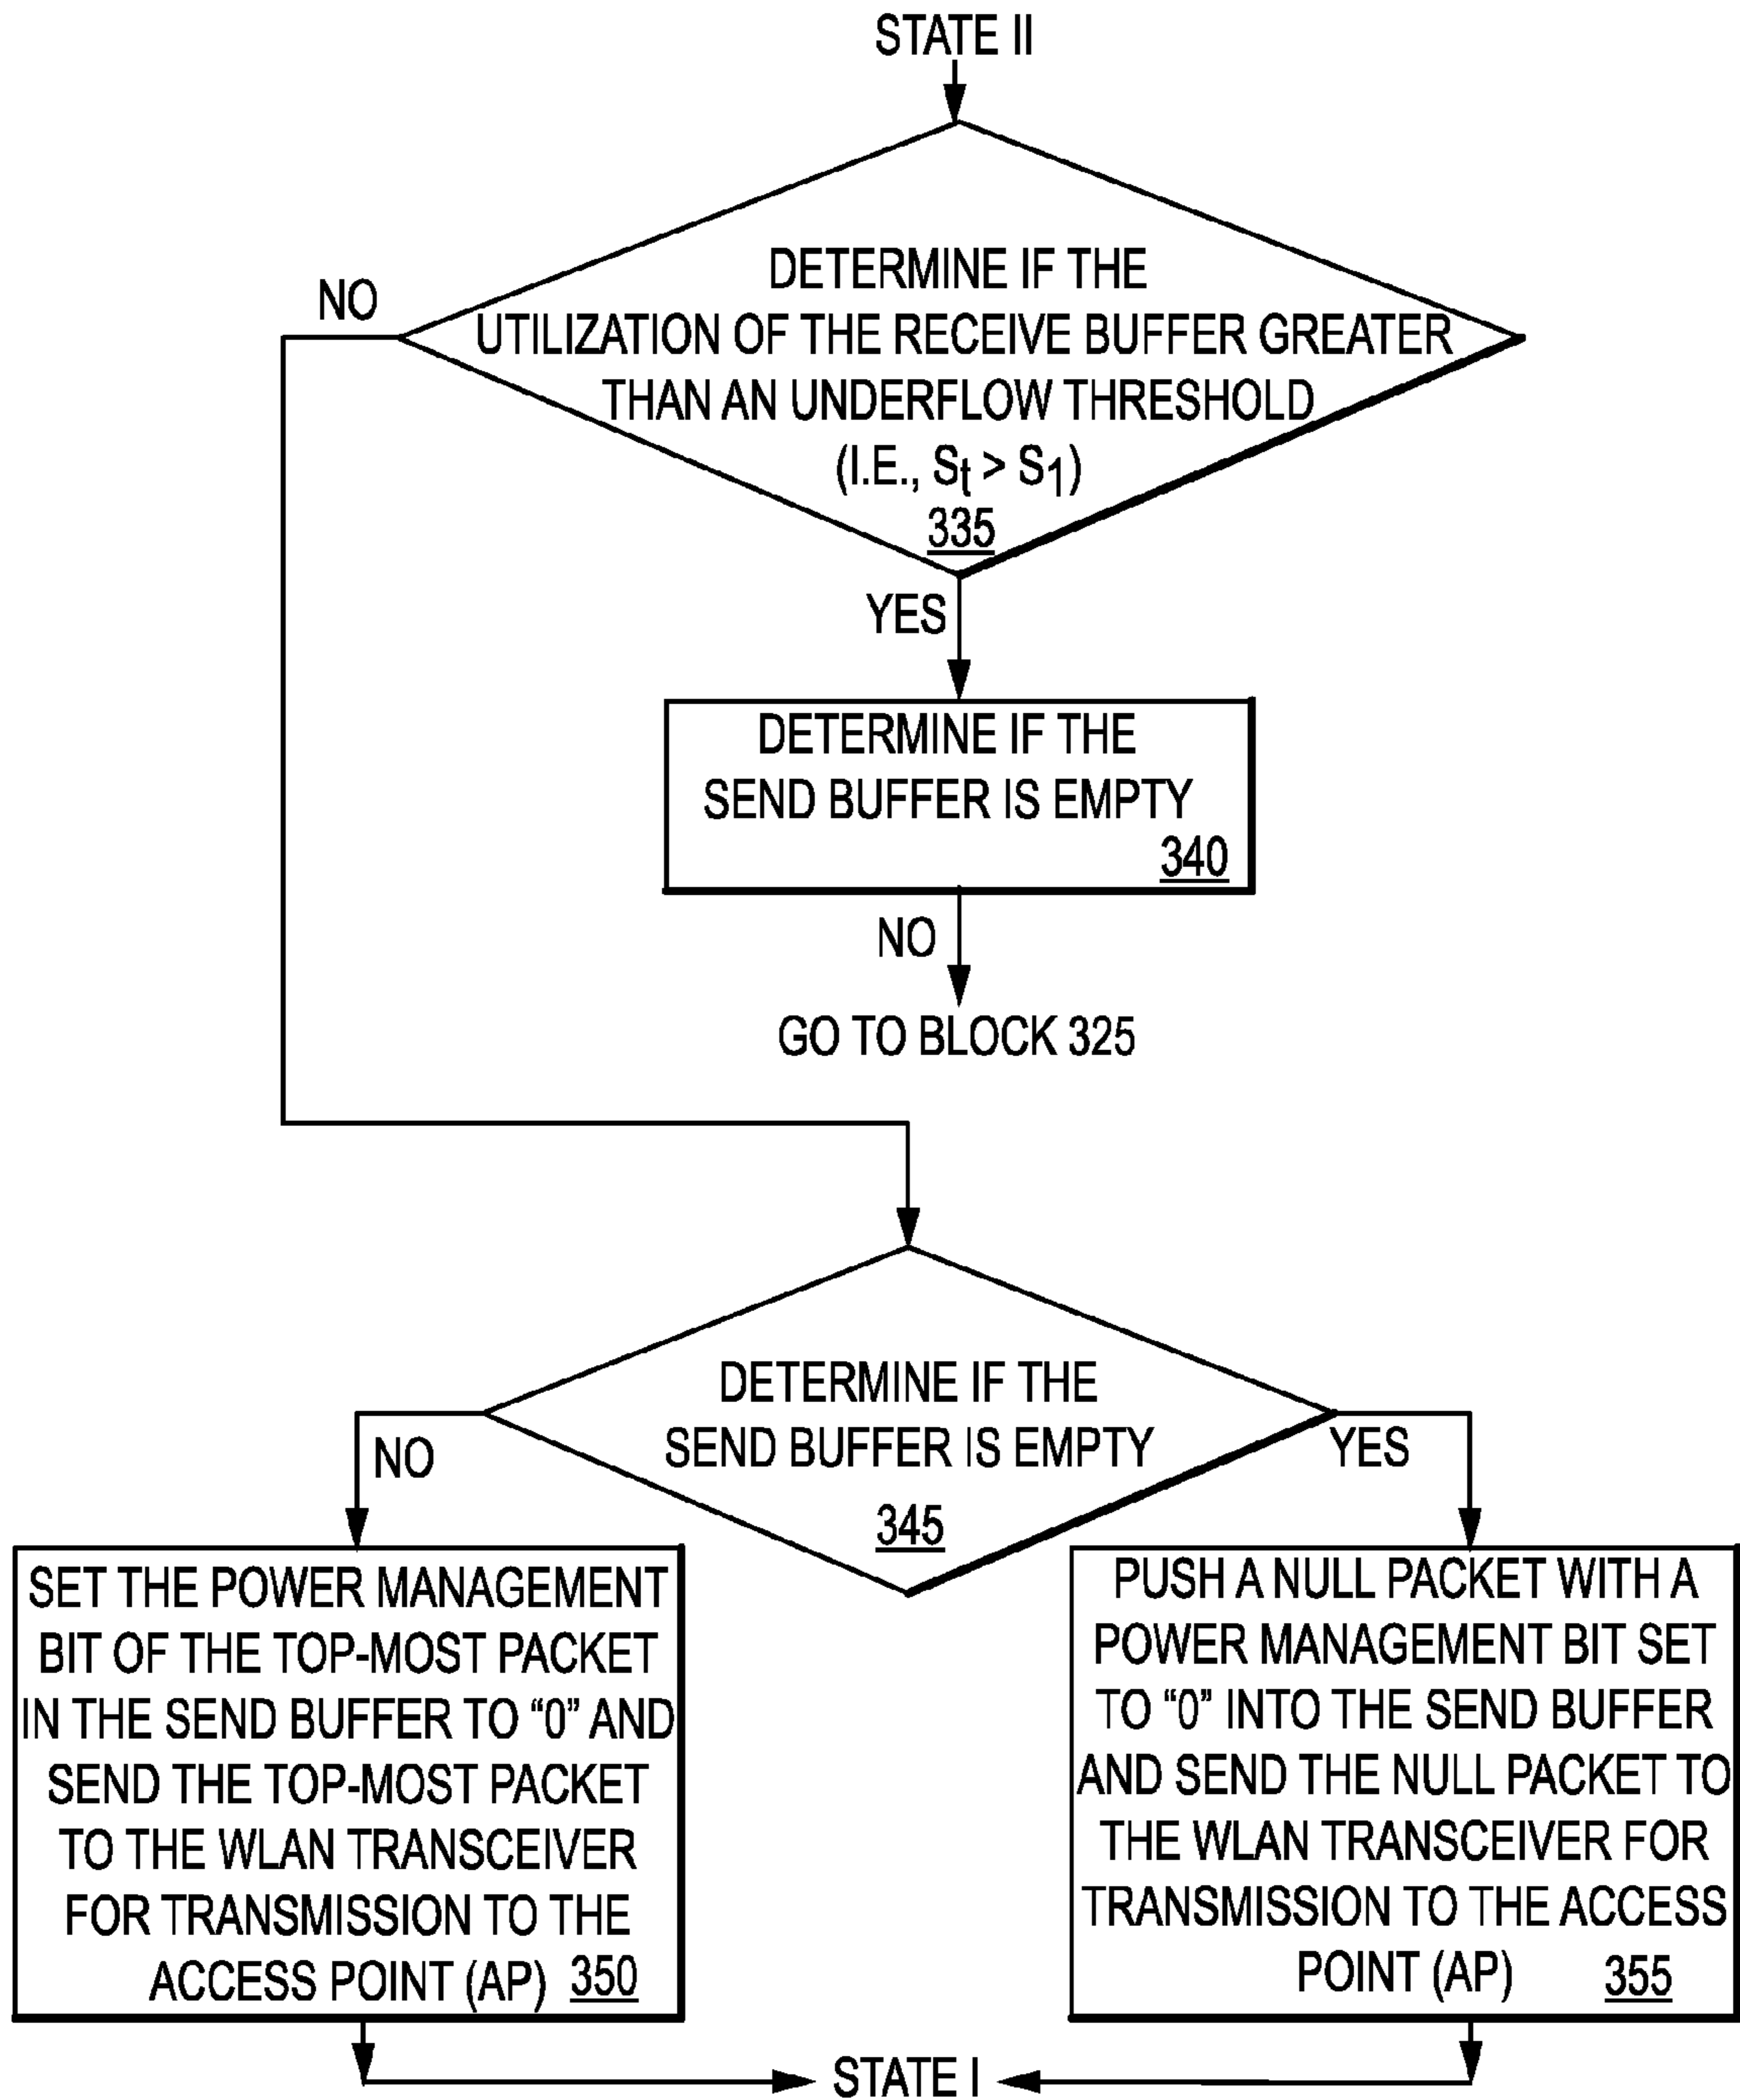 STATE II
DETERMINE IF THE
UTILIZATION OF THE RECEIVE BUFFER GREATER
THAN AN UNDERFLOW THRESHOLD
(I.E., St > S1)
335
NO
YES
DETERMINE IF THE
SEND BUFFER IS EMPTY
340
NO
GO TO BLOCK 325
DETERMINE IF THE
SEND BUFFER IS EMPTY
345
NO
YES
SET THE POWER MANAGEMENT
BIT OF THE TOP-MOST PACKET
IN THE SEND BUFFER TO “0” AND
SEND THE TOP-MOST PACKET
TO THE WLAN TRANSCEIVER
FOR TRANSMISSION TO THE
ACCESS POINT (AP) 350
PUSH A NULL PACKET WITH A
POWER MANAGEMENT BIT SET
TO “0” INTO THE SEND BUFFER
AND SEND THE NULL PACKET TO
THE WLAN TRANSCEIVER FOR
TRANSMISSION TO THE ACCESS
POINT (AP) 355
STATE I